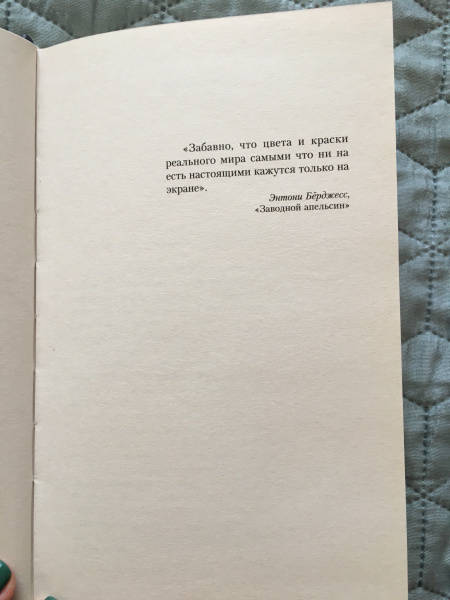 «Забавно, что цвета и краски
реального мира самыми что ни на
есть настоящими кажутся только на
экране».
Энтони Бёрджесс,
«Заводной апельсин»